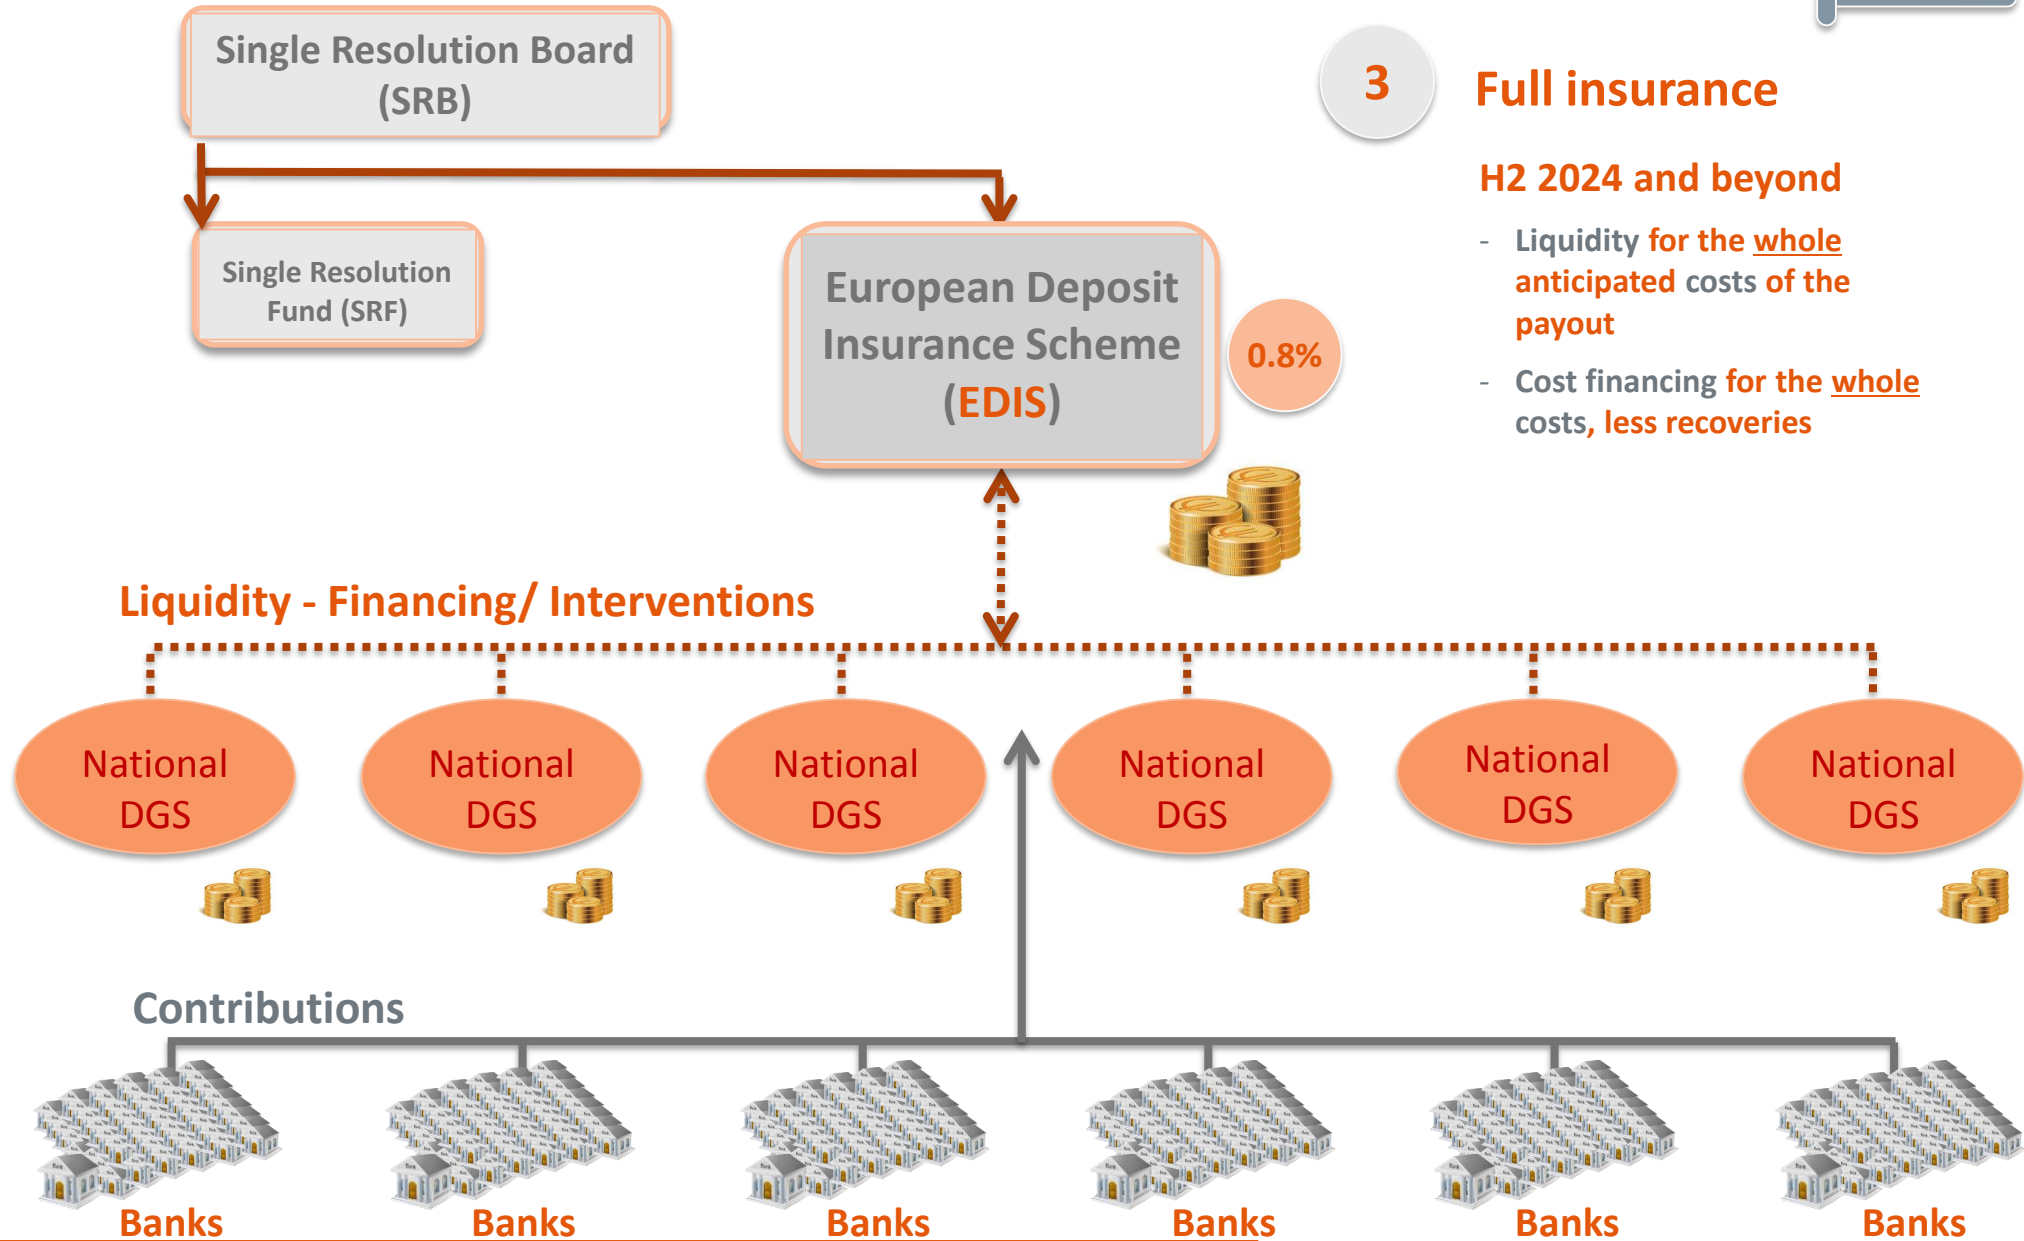 Single Resolution Board
(SRB)
3
Full insurance
H2 2024 and beyond
- Liquidity for the whole
anticipated costs of the
payout
- Cost financing for the whole
costs, less recoveries
Single Resolution
Fund (SRF)
European Deposit
Insurance Scheme
(EDIS)
0.8%
Liquidity - Financing/ Interventions
National
DGS
National
DGS
National
DGS
National
DGS
National
DGS
National
DGS
Contributions
Banks
Banks
Banks
Banks
Banks
Banks